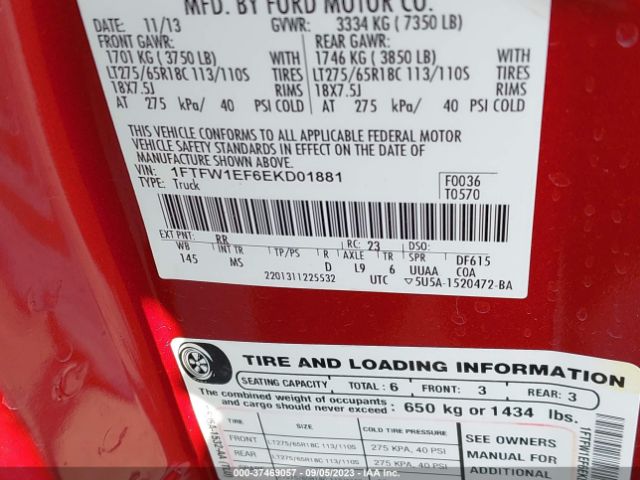 MFD. BY FORD MOTOR CO.
DATE: 11/13 GVWR: 3334 KG (7350 LB)
FRONT GAWR: REAR GAWR:
1701 KG (3750 LB) WITH 1746 KG (3850 LB) WITH
LT275/65R18C 113/110S TIRES LT275/65R18C 113/110S TIRES
18X7.5J RIMS 18X7.5J RIMS
AT 275 kPa/ 40 PSI COLD AT 275 kPa/ 40 PSI COLD
THIS VEHICLE CONFORMS TO ALL APPLICABLE FEDERAL MOTOR
VEHICLE SAFETY STANDARDS IN EFFECT ON THE DATE OF
MANUFACTURE SHOWN ABOVE.
VIN: 1FTFW1EF6EKD01881
TYPE: Truck
F0036
T0570
EXT PNT: RR RC: 23 DSO:
WB INT TR TP/PS R AXLE TR SPR DF615
145 MS D L9 6 UUAA COA
2201311225532 UTC ▽5U5A-1520472-BA
TIRE AND LOADING INFORMATION
SEATING CAPACITY TOTAL: 6 FRONT: 3 REAR: 3
The combined weight of occupants
and cargo should never exceed: 650 kg or 1434 lbs.
TIRE SIZE COLD TIRE PRESSURE
FRONT LT275/65R18C 113/110S 275 KPA, 40 PSI
REAR LT275/65R18C 113/110S 275 KPA, 40 PSI
SEE OWNERS
MANUAL FOR
ADDITIONAL
Copart 37469057 - 09/05/2023 -